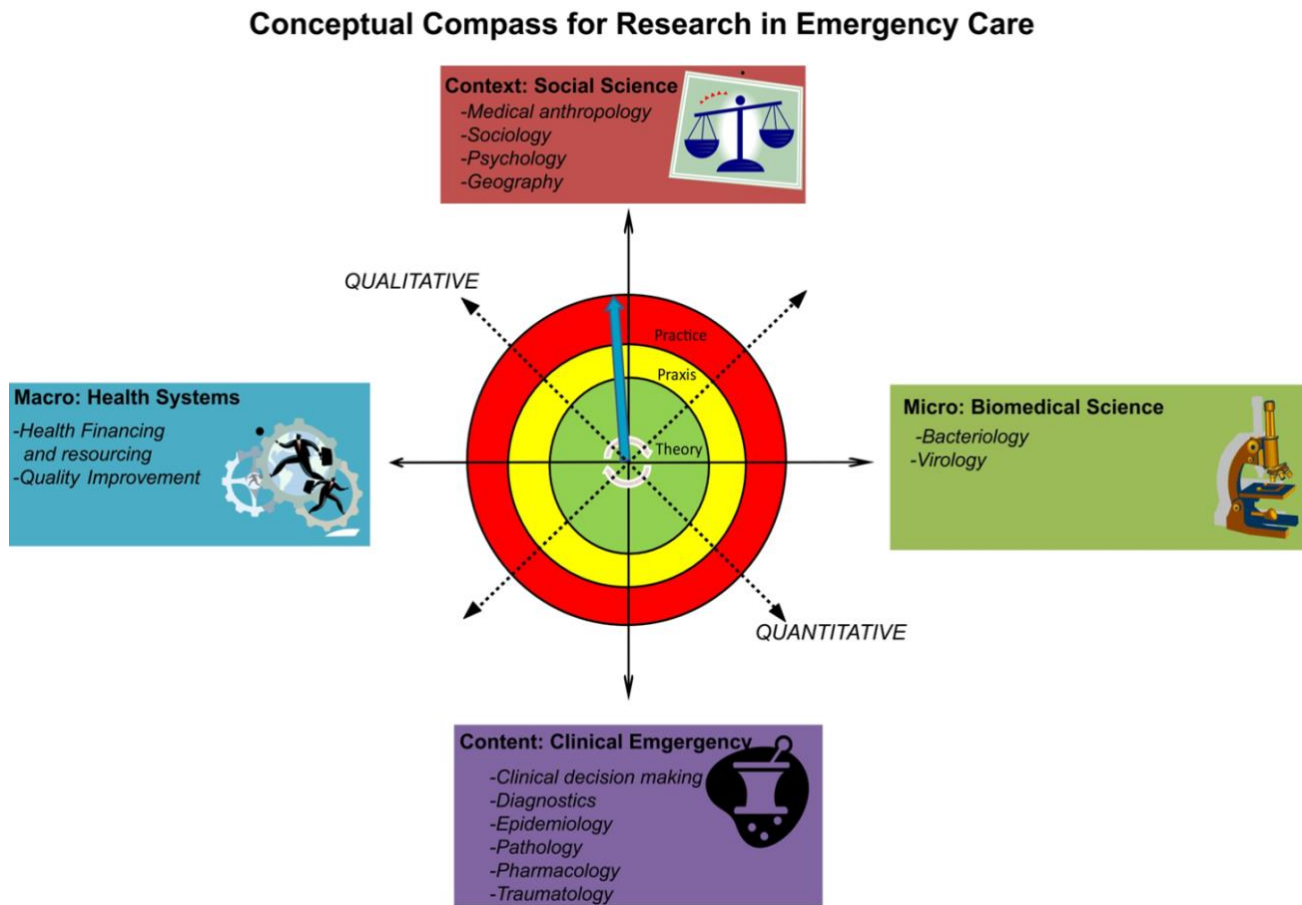 Conceptual Compass for Research in Emergency Care
Context: Social Science
-Medical anthropology
-Sociology
-Psychology
-Geography
QUALITATIVE
Practice
Praxis
Theory
Macro: Health Systems
-Health Financing
and resourcing
-Quality Improvement
Micro: Biomedical Science
-Bacteriology
-Virology
QUANTITATIVE
Content: Clinical Emgergency
-Clinical decision making
-Diagnostics
-Epidemiology
-Pathology
-Pharmacology
-Traumatology